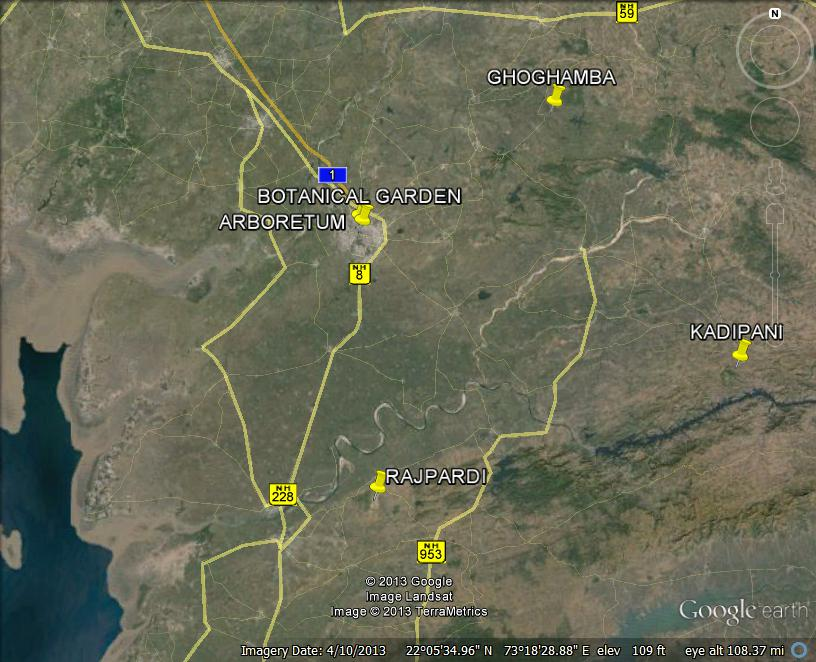 NH
59
N
GHOGHAMBA
1
BOTANICAL GARDEN
ARBORETUM
NH
8
KADIPANI
RAJPARDI
NH
228
NH
953
© 2013 Google
Image Landsat
Image © 2013 TerraMetrics
Google earth
Imagery Date: 4/10/2013 22°05'34.96" N 73°18'28.88" E elev 109 ft eye alt 108.37 mi